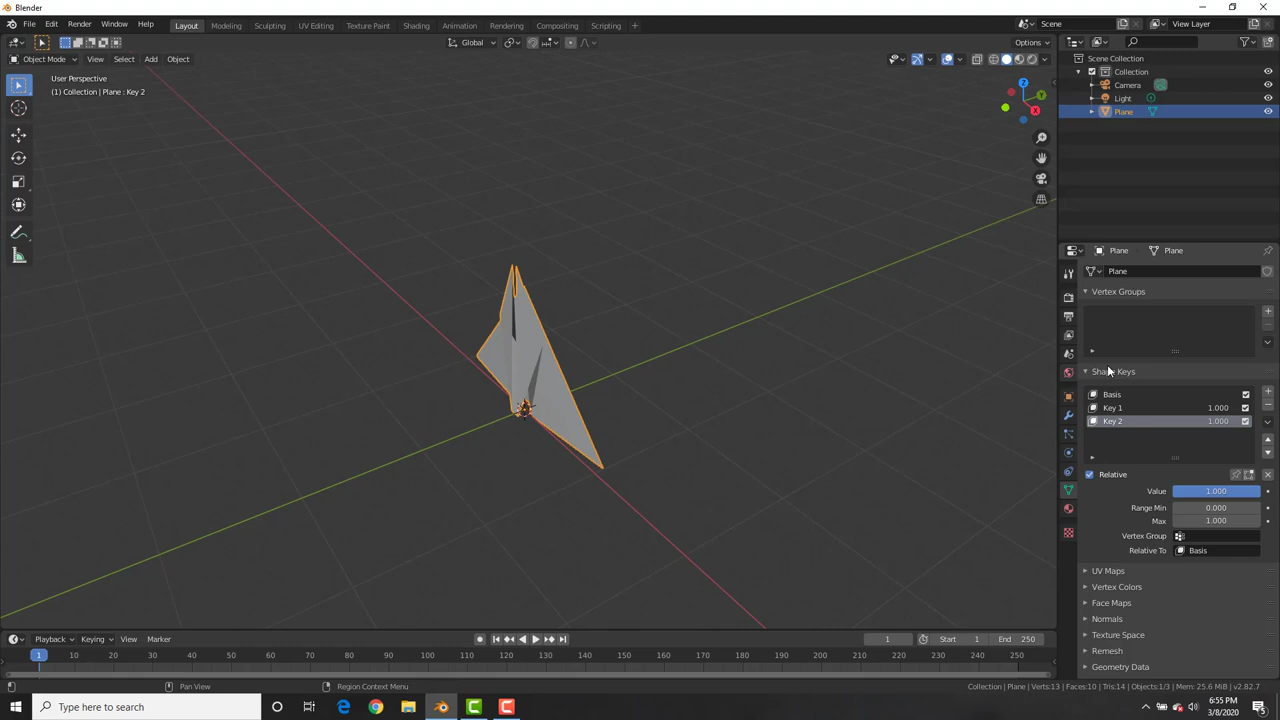 Blender
File Edit Render Window Help Layout Modeling Sculpting UV Editing Texture Paint Shading Animation Rendering Compositing Scripting + Scene View Layer
Global Options
Object Mode View Select Add Object
Scene Collection
Collection
Camera
Light
Plane
User Perspective
(1) Collection | Plane : Key 2
Z
Y
X
Plane Plane
Plane
Vertex Groups
Shape Keys
Basis
Key 1 1.000
Key 2 1.000
Relative
Value 1.000
Range Min 0.000
Max 1.000
Vertex Group
Relative To Basis
UV Maps
Vertex Colors
Face Maps
Normals
Texture Space
Remesh
Geometry Data
Playback Keying View Marker 1 Start 1 End 250
1 10 20 30 40 50 60 70 80 90 100 110 120 130 140 150 160 170 180 190 200 210 220 230 240 250
Pan View Region Context Menu Collection | Plane | Verts:13 | Faces:10 | Tris:14 | Objects:1/3 | Mem: 25.6 MiB | v2.82.7
Type here to search
6:55 PM
3/8/2020
5